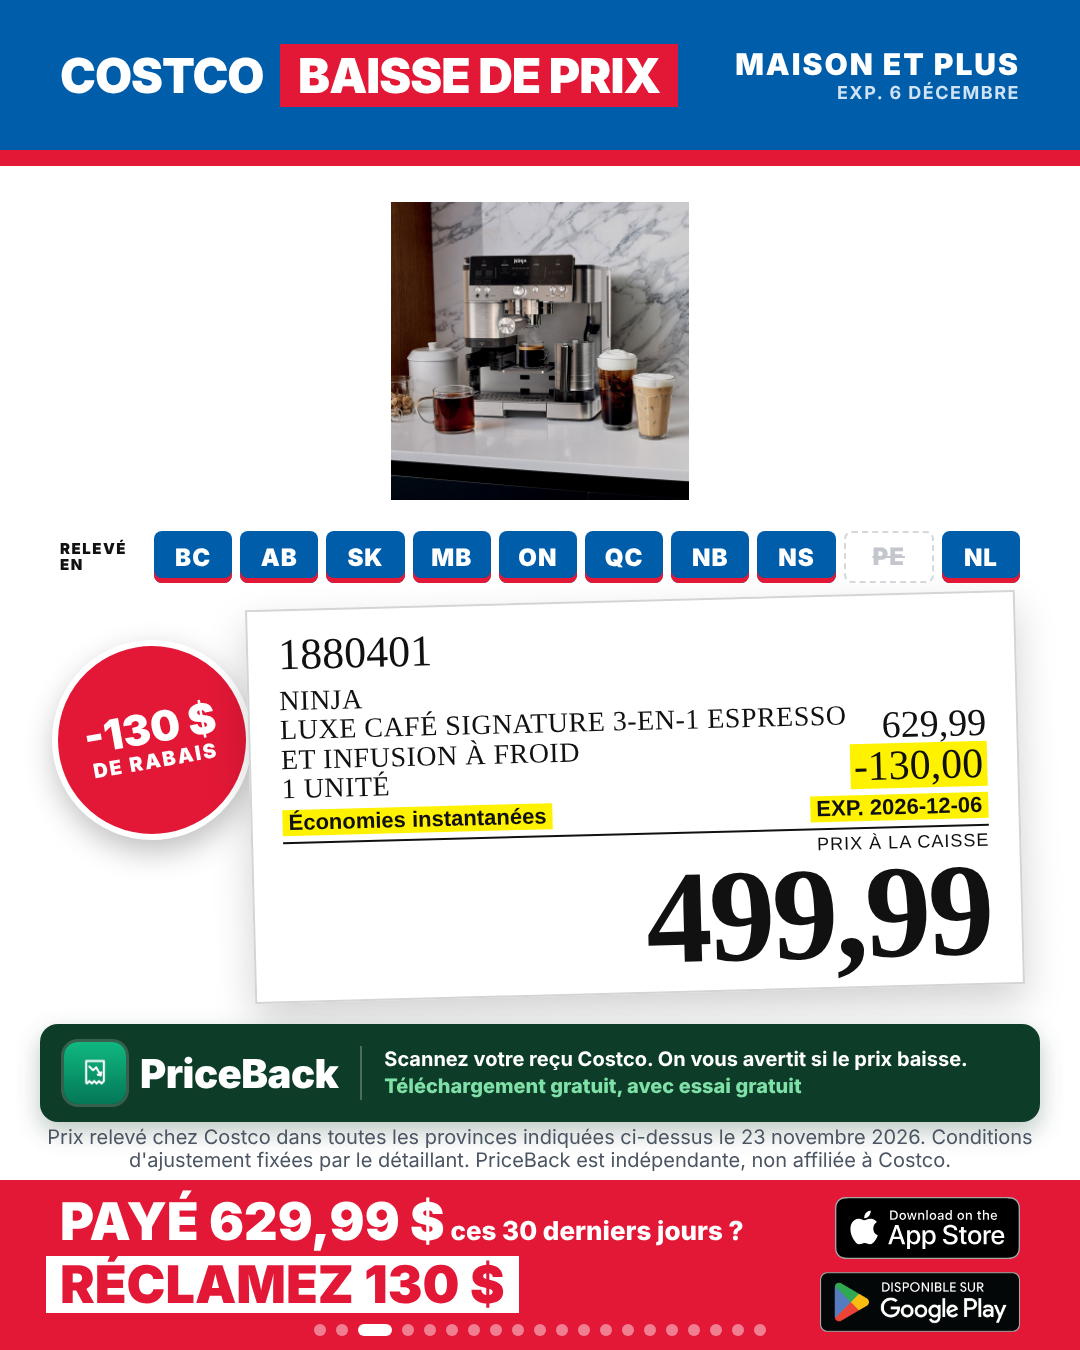 COSTCO BAISSE DE PRIX
MAISON ET PLUS
EXP. 6 DÉCEMBRE
Ninja
RELEVÉ EN
BC AB SK MB ON QC NB NS PE NL
1880401
NINJA
LUXE CAFÉ SIGNATURE 3-EN-1 ESPRESSO
ET INFUSION À FROID
1 UNITÉ
629,99
-130,00
Économies instantanées
EXP. 2026-12-06
PRIX À LA CAISSE
499,99
-130 $
DE RABAIS
PriceBack
Scannez votre reçu Costco. On vous avertit si le prix baisse.
Téléchargement gratuit, avec essai gratuit
Prix relevé chez Costco dans toutes les provinces indiquées ci-dessus le 23 novembre 2026. Conditions
d'ajustement fixées par le détaillant. PriceBack est indépendante, non affiliée à Costco.
PAYÉ 629,99 $ ces 30 derniers jours ?
RÉCLAMEZ 130 $
Download on the
App Store
DISPONIBLE SUR
Google Play